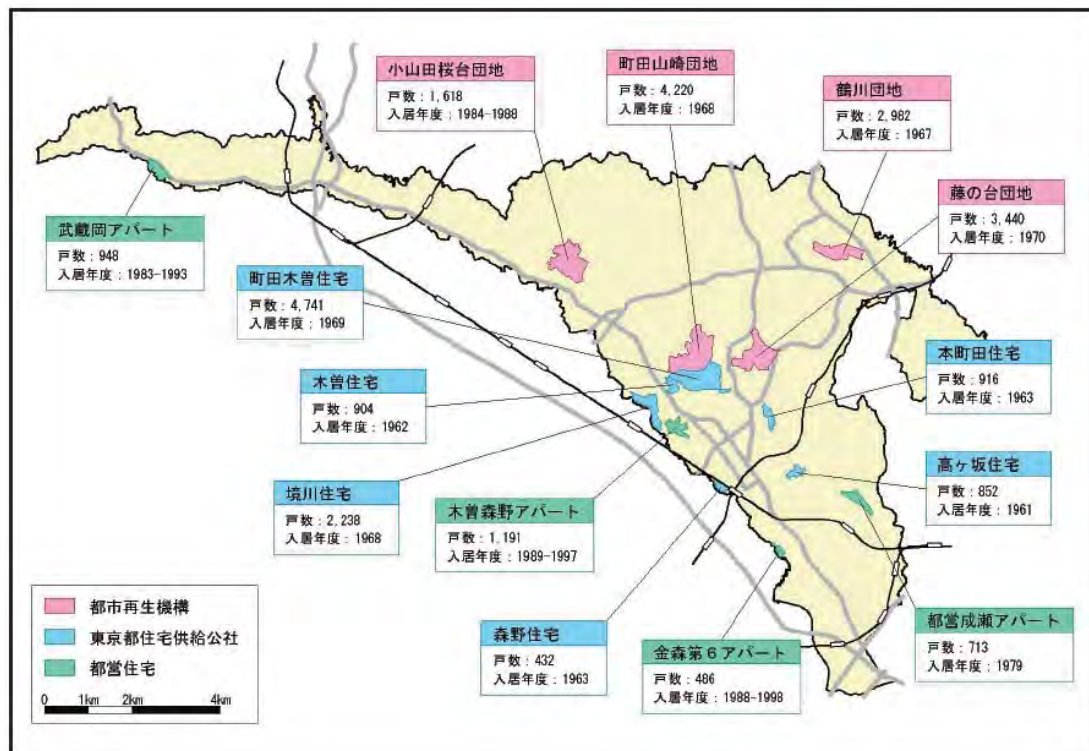 小山田桜台団地
戸数：1,618
入居年度：1984-1988
町田山崎団地
戸数：4,220
入居年度：1968
鶴川団地
戸数：2,982
入居年度：1967
藤の台団地
戸数：3,440
入居年度：1970
武蔵岡アパート
戸数：948
入居年度：1983-1993
町田木曽住宅
戸数：4,741
入居年度：1969
木曽住宅
戸数：904
入居年度：1962
本町田住宅
戸数：916
入居年度：1963
境川住宅
戸数：2,238
入居年度：1968
木曽森野アパート
戸数：1,191
入居年度：1989-1997
高ヶ坂住宅
戸数：852
入居年度：1961
森野住宅
戸数：432
入居年度：1963
金森第６アパート
戸数：486
入居年度：1988-1998
都営成瀬アパート
戸数：713
入居年度：1979
都市再生機構
東京都住宅供給公社
都営住宅
0 1km 2km 4km